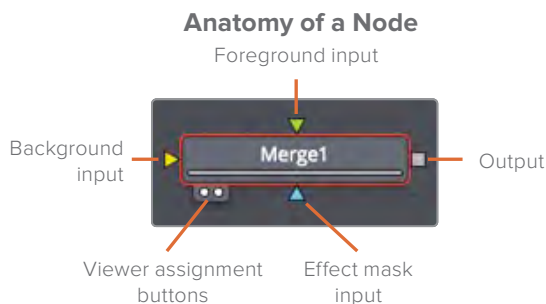 Anatomy of a Node
Foreground input
Background
input
Merge1
Output
Viewer assignment
buttons
Effect mask
input